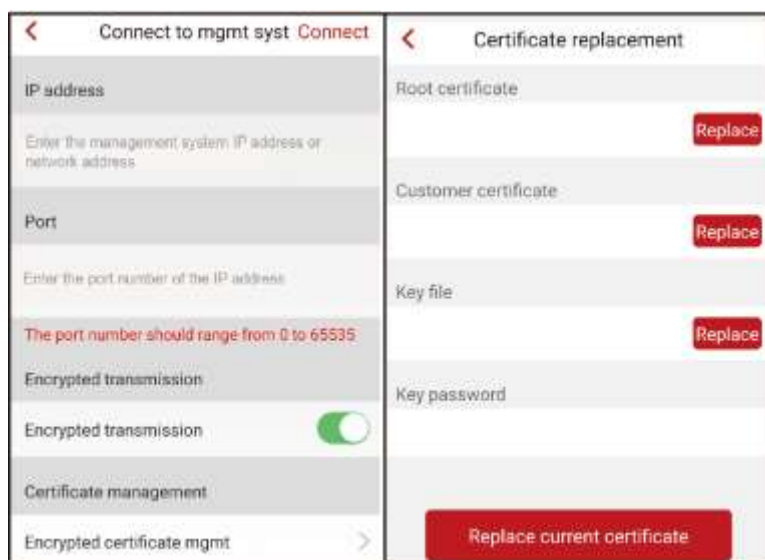 Connect to mgmt syst Connect
IP address
Enter the management system IP address or
network address
Port
Enter the port number of the IP address
The port number should range from 0 to 65535
Encrypted transmission
Encrypted transmission
Certificate management
Encrypted certificate mgmt
Certificate replacement
Root certificate
Replace
Customer certificate
Replace
Key file
Replace
Key password
Replace current certificate